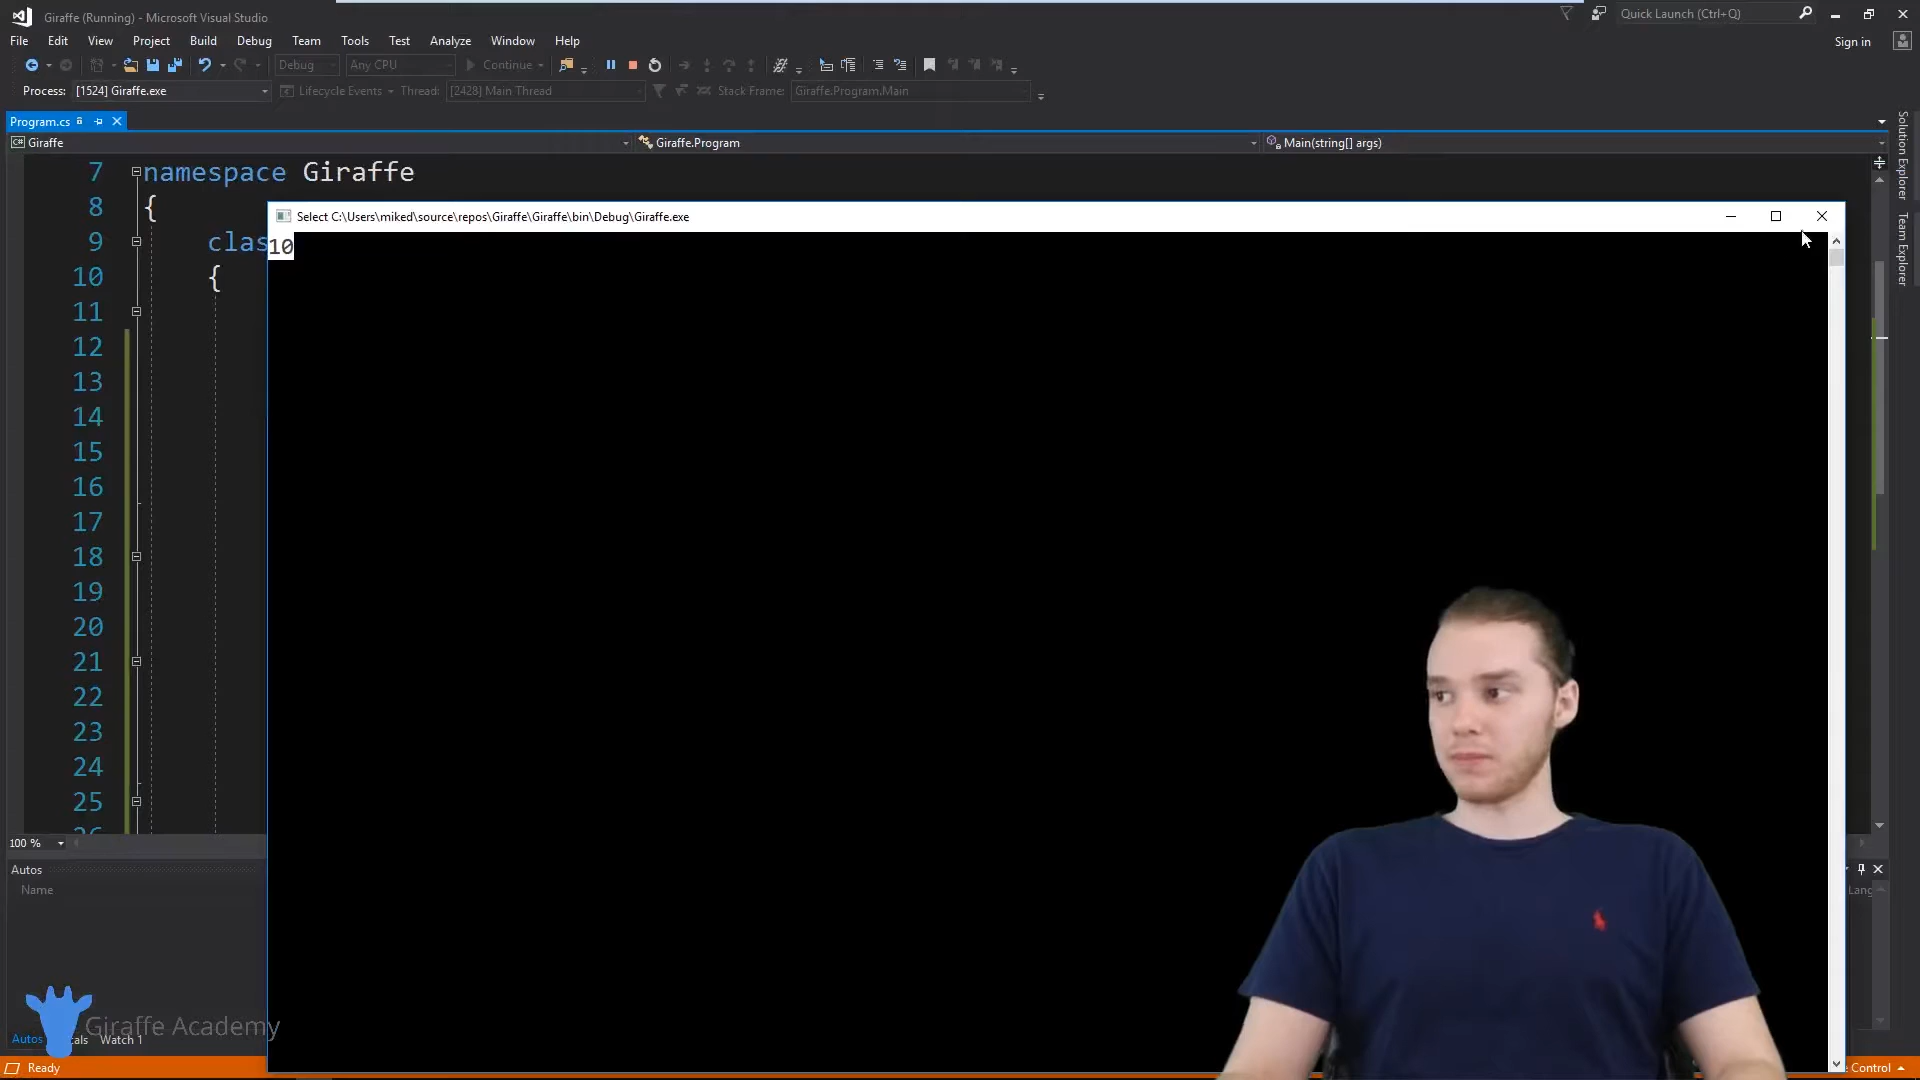 Giraffe (Running) - Microsoft Visual Studio
Quick Launch (Ctrl+Q)
File Edit View Project Build Debug Team Tools Test Analyze Window Help
Sign in
Debug Any CPU Continue
Process: [1524] Giraffe.exe Lifecycle Events Thread: [2428] Main Thread Stack Frame: Giraffe.Program.Main
Program.cs
Giraffe Giraffe.Program Main(string[] args)
Solution Explorer
Team Explorer
7 namespace Giraffe
8 {
Select C:\Users\miked\source\repos\Giraffe\Giraffe\bin\Debug\Giraffe.exe
9 clas
10
10 {
11
12
13
14
15
16
17
18
19
20
21
22
23
24
25
100 %
Autos
Name
Lang
Giraffe Academy
Autos Watch 1
Ready
Control